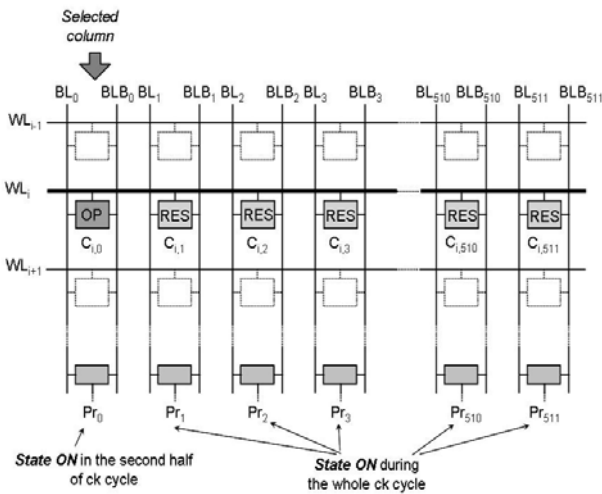 Selected
column
BL0 BLB0 BL1 BLB1 BL2 BLB2 BL3 BLB3 BL510 BLB510 BL511 BLB511
WLi-1
WLi
OP RES RES RES RES RES
Ci,0 Ci,1 Ci,2 Ci,3 Ci,510 Ci,511
WLi+1
Pr0 Pr1 Pr2 Pr3 Pr510 Pr511
State ON in the second half
of ck cycle
State ON during
the whole ck cycle